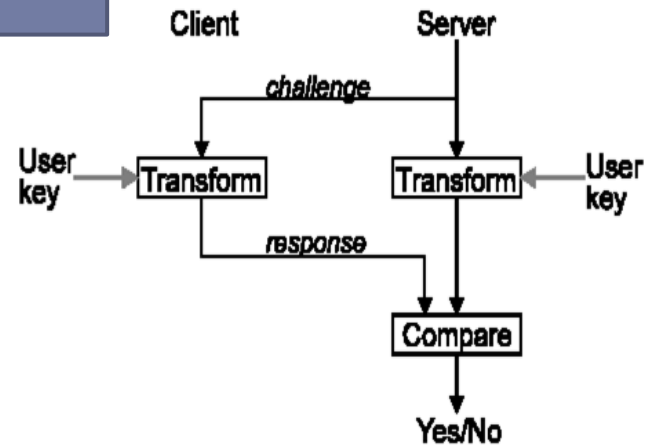 Client
Server
challenge
User
key
Transform
Transform
User
key
response
Compare
Yes/No